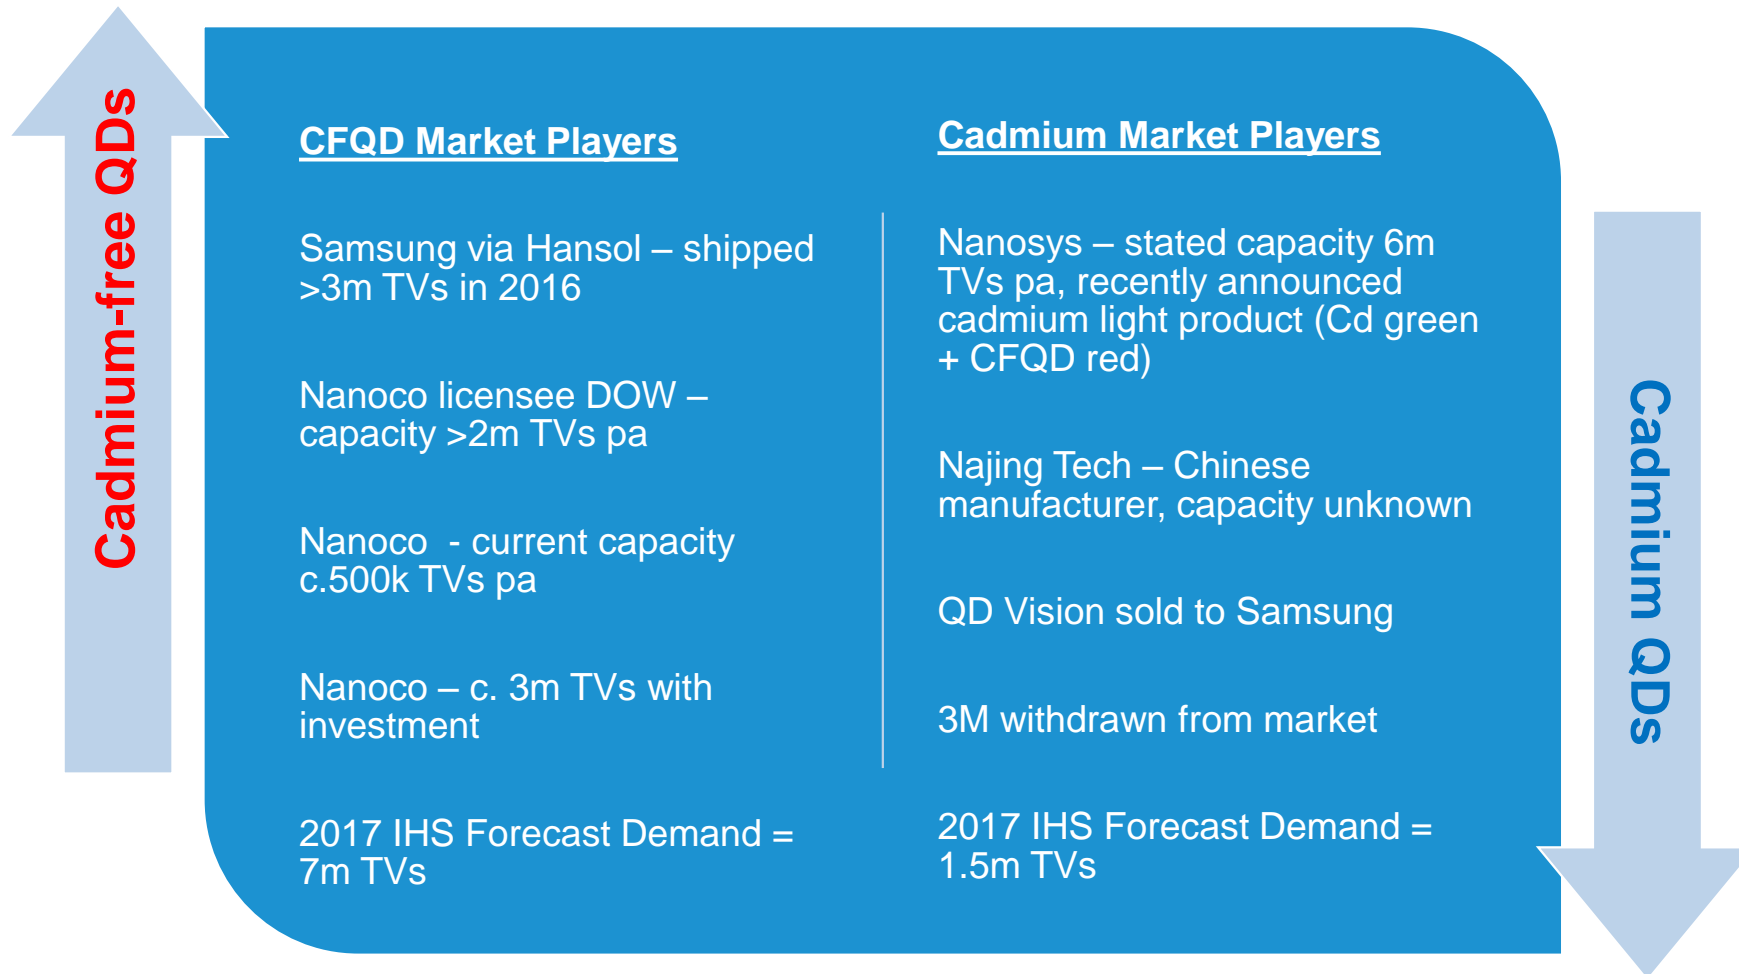 Cadmium-free QDs
CFQD Market Players
Samsung via Hansol – shipped
>3m TVs in 2016
Nanoco licensee DOW –
capacity >2m TVs pa
Nanoco  - current capacity
c.500k TVs pa
Nanoco – c. 3m TVs with
investment
2017 IHS Forecast Demand =
7m TVs
Cadmium Market Players
Nanosys – stated capacity 6m
TVs pa, recently announced
cadmium light product (Cd green
+ CFQD red)
Najing Tech – Chinese
manufacturer, capacity unknown
QD Vision sold to Samsung
3M withdrawn from market
2017 IHS Forecast Demand =
1.5m TVs
Cadmium QDs